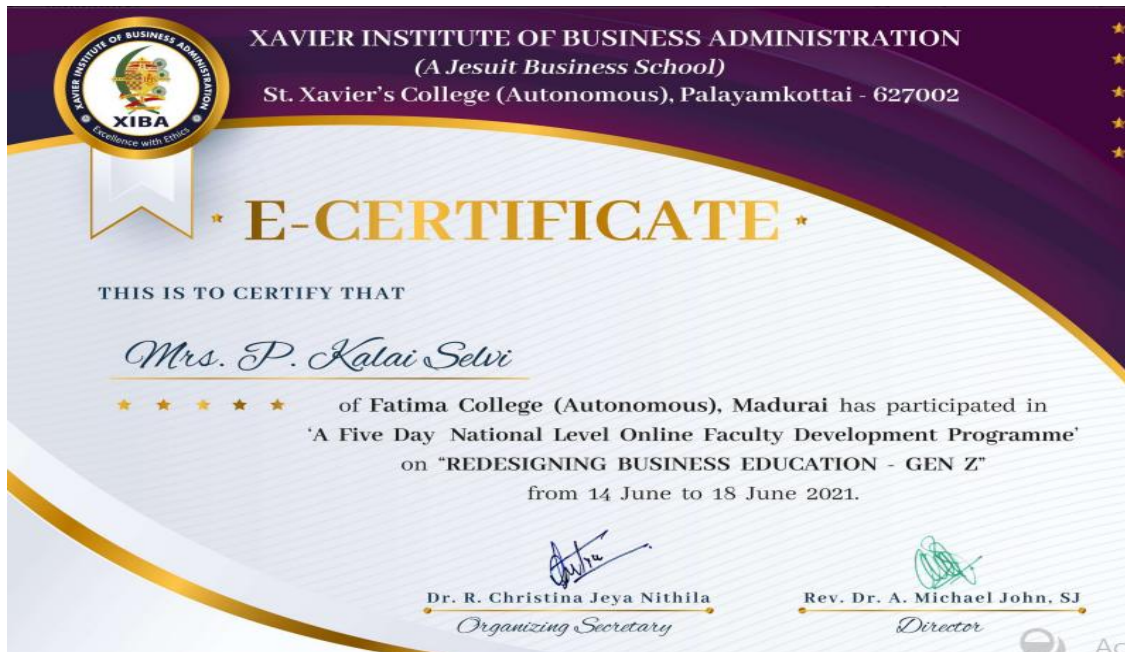 XAVIER INSTITUTE OF BUSINESS ADMINISTRATION
(A Jesuit Business School)
St. Xavier's College (Autonomous), Palayamkottai - 627002
XAVIER INSTITUTE OF BUSINESS ADMINISTRATION
XIBA
Excellence with Ethics
E-CERTIFICATE
THIS IS TO CERTIFY THAT
Mrs. P. Kalai Selvi
of Fatima College (Autonomous), Madurai has participated in
'A Five Day National Level Online Faculty Development Programme'
on "REDESIGNING BUSINESS EDUCATION - GEN Z"
from 14 June to 18 June 2021.
Dr. R. Christina Jeya Nithila
Organizing Secretary
Rev. Dr. A. Michael John, SJ
Director